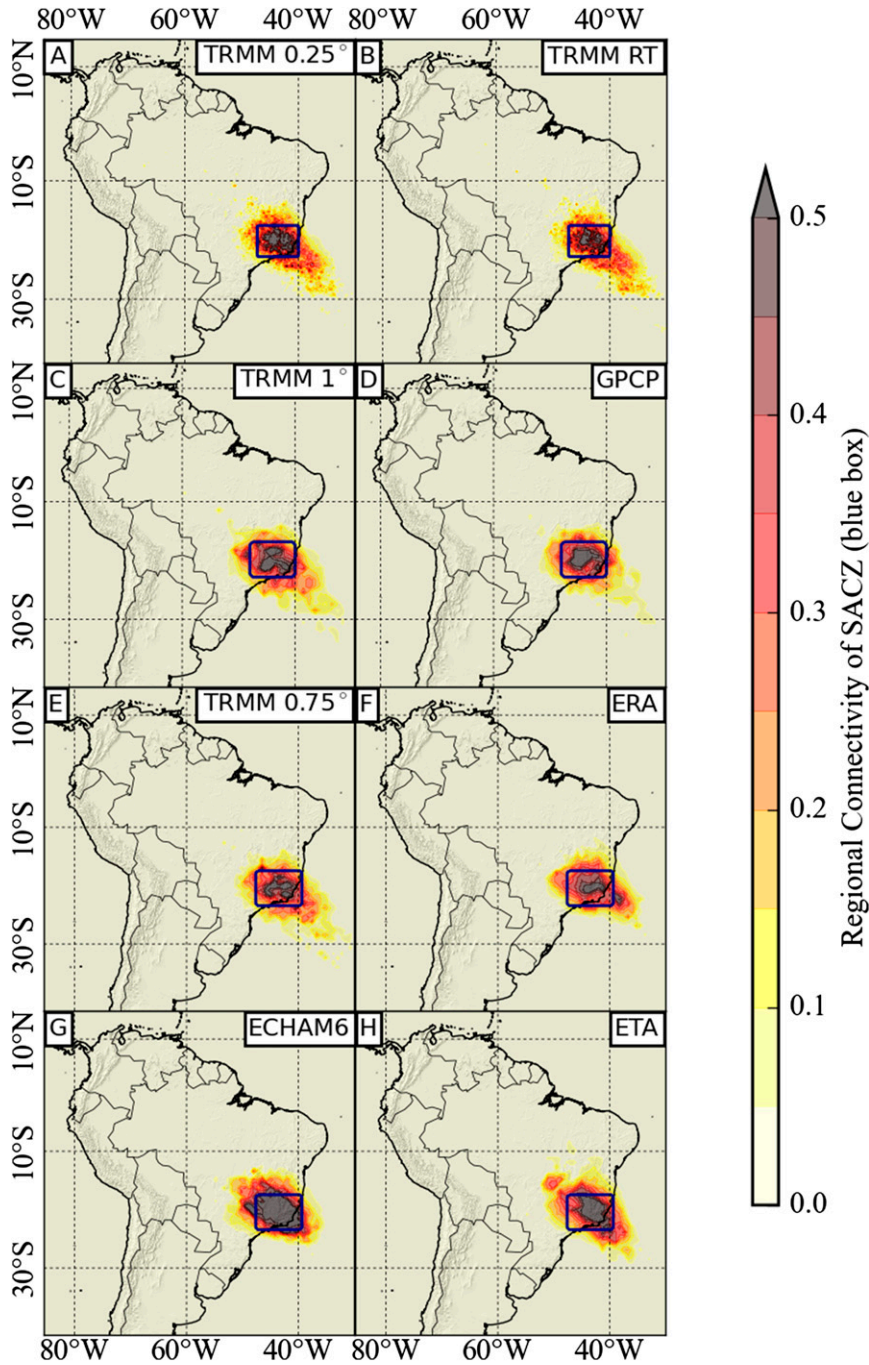 80°W 60°W 40°W 80°W 60°W 40°W
A TRMM 0.25° B TRMM RT
10°N
10°S
30°S
C TRMM 1° D GPCP
10°N
10°S
30°S
E TRMM 0.75° F ERA
10°N
10°S
30°S
G ECHAM6 H ETA
10°N
10°S
30°S
80°W 60°W 40°W 80°W 60°W 40°W
0.5
0.4
0.3
0.2
0.1
0.0
Regional Connectivity of SACZ (blue box)